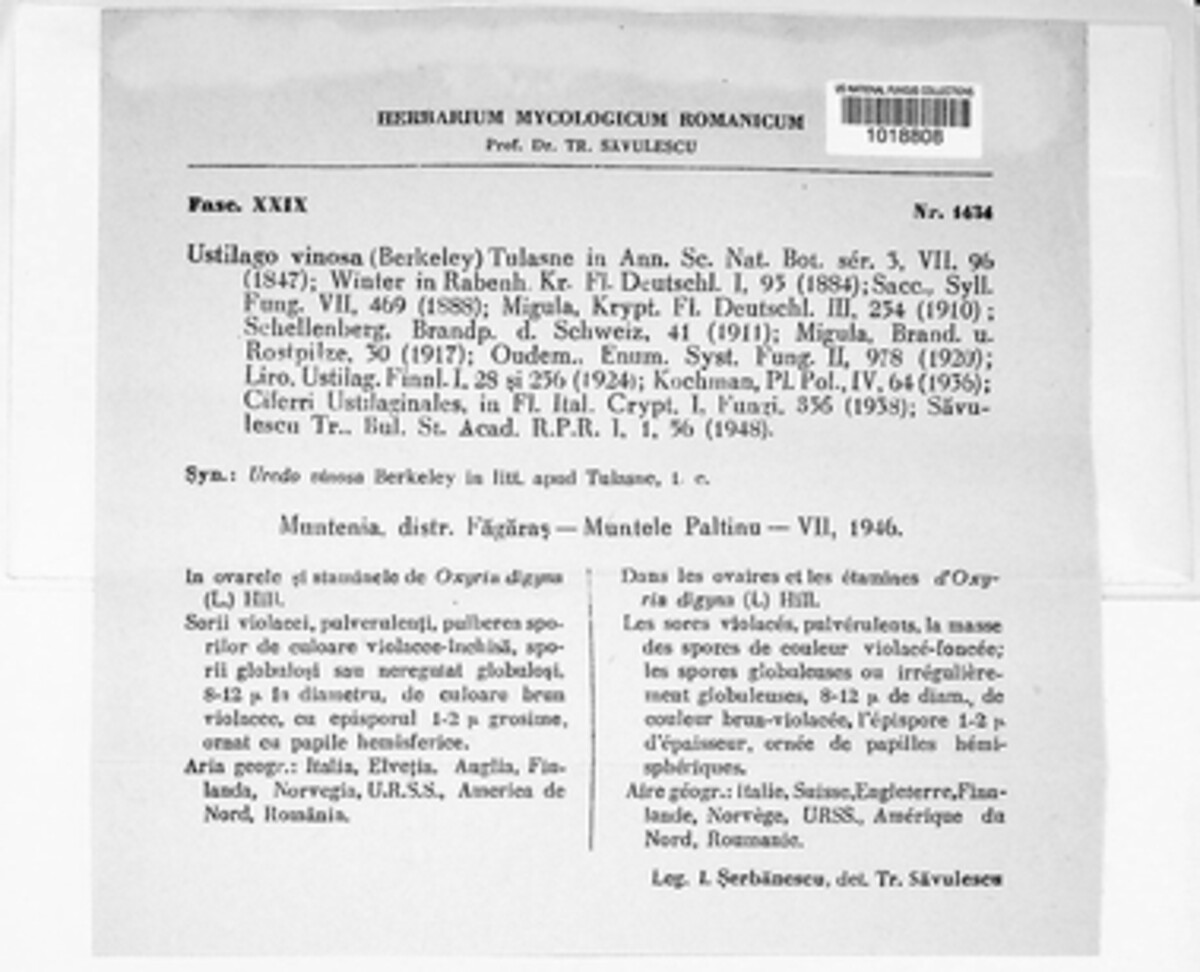 US NATIONAL FUNGUS COLLECTIONS
1018808
HERBARIUM MYCOLOGICUM ROMANICUM
Prof. Dr. TR. SĂVULESCU
Fasc. XXIX
Nr. 1434
Ustilago vinosa (Berkeley) Tulasne in Ann. Sc. Nat. Bot. sér. 3, VII, 96
(1847); Winter in Rabenh. Kr. Fl. Deutschl. I, 95 (1884); Sacc., Syll.
Fung. VII, 469 (1888); Migula, Krypt. Fl. Deutschl. III, 254 (1910);
Schellenberg, Brandp. d. Schweiz, 41 (1911); Migula, Brand. u.
Rostpilze, 30 (1917); Oudem., Enum. Syst. Fung. II, 978 (1920);
Liro, Ustilag. Finnl. I, 28 și 256 (1924); Kochman, Pl. Pol., IV, 64 (1936);
Ciferri Ustilaginales, in Fl. Ital. Crypt. I, Fungi, 336 (1938); Săvu-
lescu Tr., Bul. St. Acad. R.P.R. I, 1, 36 (1948).
Syn.: Uredo vinosa Berkeley in litt. apud Tulasne, l. c.
Muntenia, distr. Făgăraș — Muntele Paltinu — VII, 1946.
In ovarele și staminele de Oxyria digyna
(L.) Hill.
Sorii violacei, pulverulenți, pulberea spo-
rilor de culoare violacee-închisă, spo-
rii globuloși sau neregulat globuloși,
8-12 µ în diametru, de culoare brun
violacee, cu episporul 1-2 µ grosime,
ornat cu papile hemisferice.
Aria geogr.: Italia, Elveția, Anglia, Fin-
landa, Norvegia, U.R.S.S., America de
Nord, România.
Dans les ovaires et les étamines d'Oxy-
ria digyna (L) Hill.
Les sores violacés, pulvérulents, la masse
des spores de couleur violacé-foncée;
les spores globuleuses ou irrégulière-
ment globuleuses, 8-12 µ de diam., de
couleur brun-violacée, l'épispore 1-2 µ
d'épaisseur, ornée de papilles hémi-
sphériques.
Aire géogr.: Italie, Suisse, Engleterre, Finn-
lande, Norvège, URSS., Amérique du
Nord, Roumanie.
Leg. I. Șerbănescu, det. Tr. Săvulescu